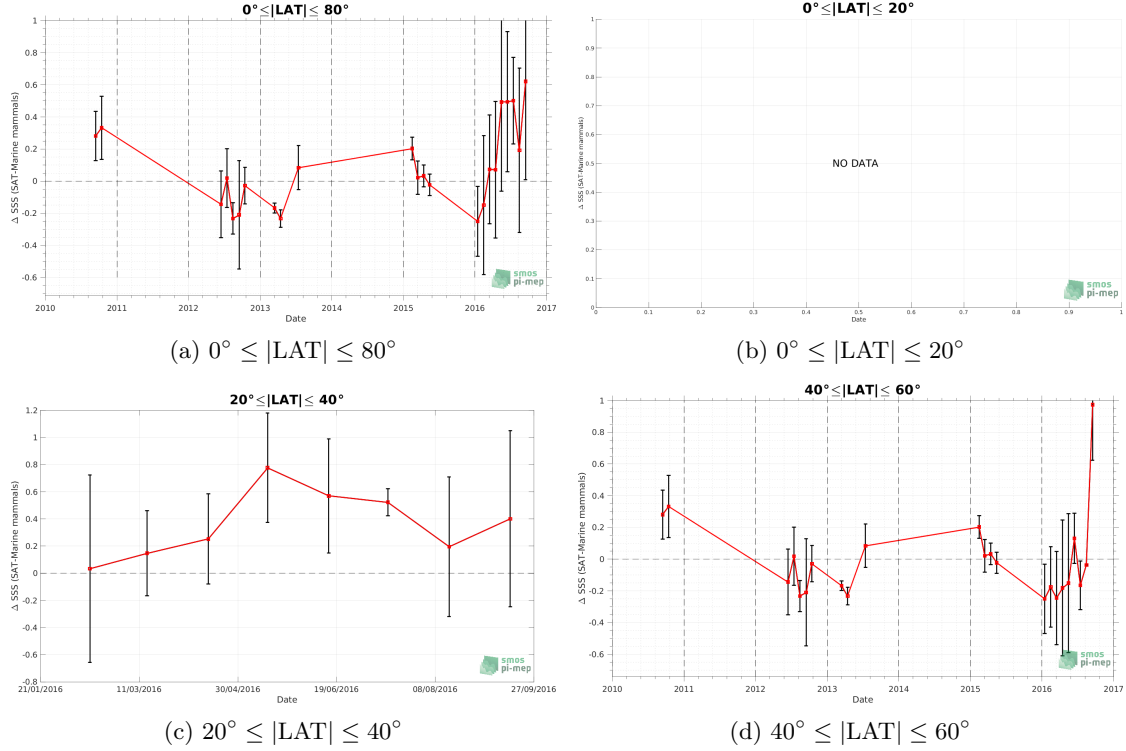 0°≤|LAT|≤ 80°
Δ SSS (SAT-Marine mammals)
1
0.8
0.6
0.4
0.2
0
-0.2
-0.4
-0.6
2010 2011 2012 2013 2014 2015 2016 2017
Date
smos
pi-mep
(a) 0° ≤ |LAT| ≤ 80°
0°≤|LAT|≤ 20°
Δ SSS (SAT-Marine mammals)
1
0.9
0.8
0.7
0.6
0.5
0.4
0.3
0.2
0.1
0
NO DATA
0 0.1 0.2 0.3 0.4 0.5 0.6 0.7 0.8 0.9 1
Date
smos
pi-mep
(b) 0° ≤ |LAT| ≤ 20°
20°≤|LAT|≤ 40°
Δ SSS (SAT-Marine mammals)
1.2
1
0.8
0.6
0.4
0.2
0
-0.2
-0.4
-0.6
-0.8
21/01/2016 11/03/2016 30/04/2016 19/06/2016 08/08/2016 27/09/2016
Date
smos
pi-mep
(c) 20° ≤ |LAT| ≤ 40°
40°≤|LAT|≤ 60°
Δ SSS (SAT-Marine mammals)
1
0.8
0.6
0.4
0.2
0
-0.2
-0.4
-0.6
2010 2011 2012 2013 2014 2015 2016 2017
Date
smos
pi-mep
(d) 40° ≤ |LAT| ≤ 60°